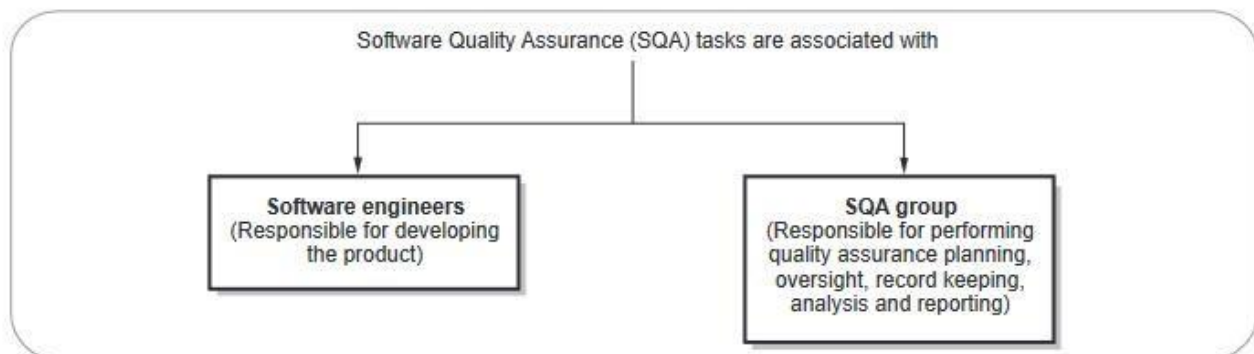 Software Quality Assurance (SQA) tasks are associated with
Software engineers
(Responsible for developing
the product)
SQA group
(Responsible for performing
quality assurance planning,
oversight, record keeping,
analysis and reporting)